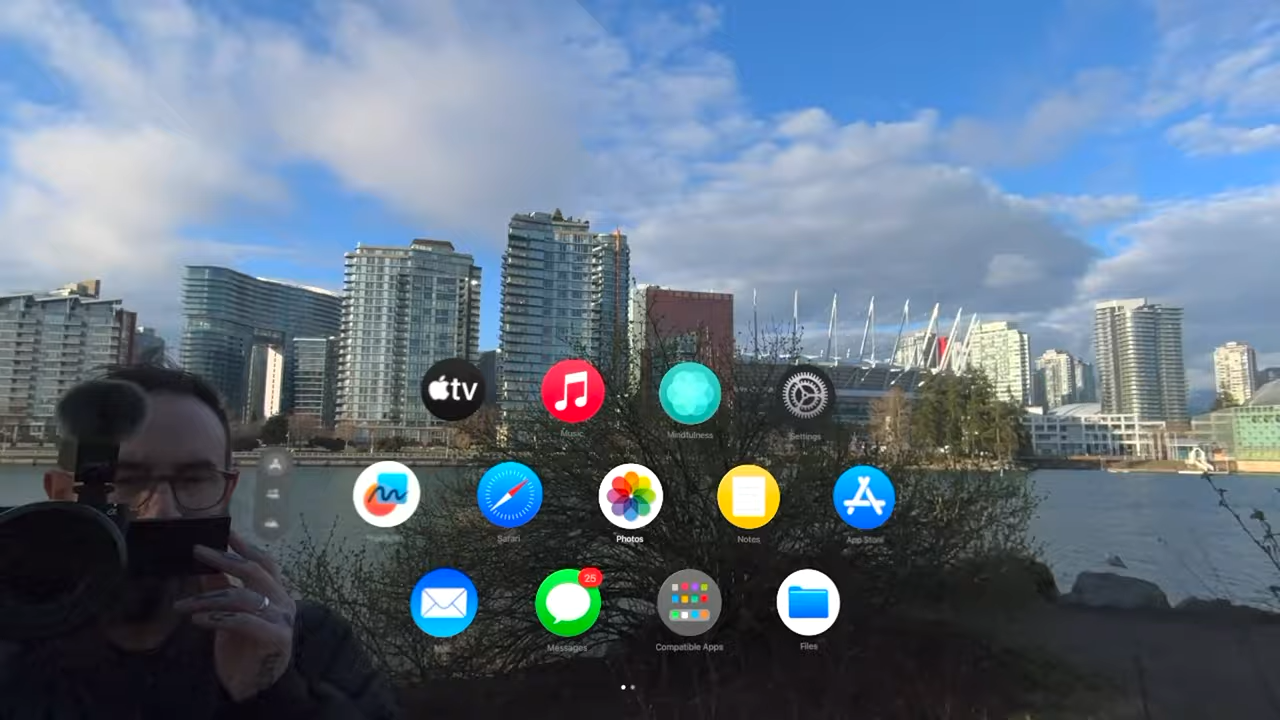 tv
Music
Mindfulness
Settings
Safari
Photos
Notes
App Store
25
Mail
Messages
Compatible Apps
Files